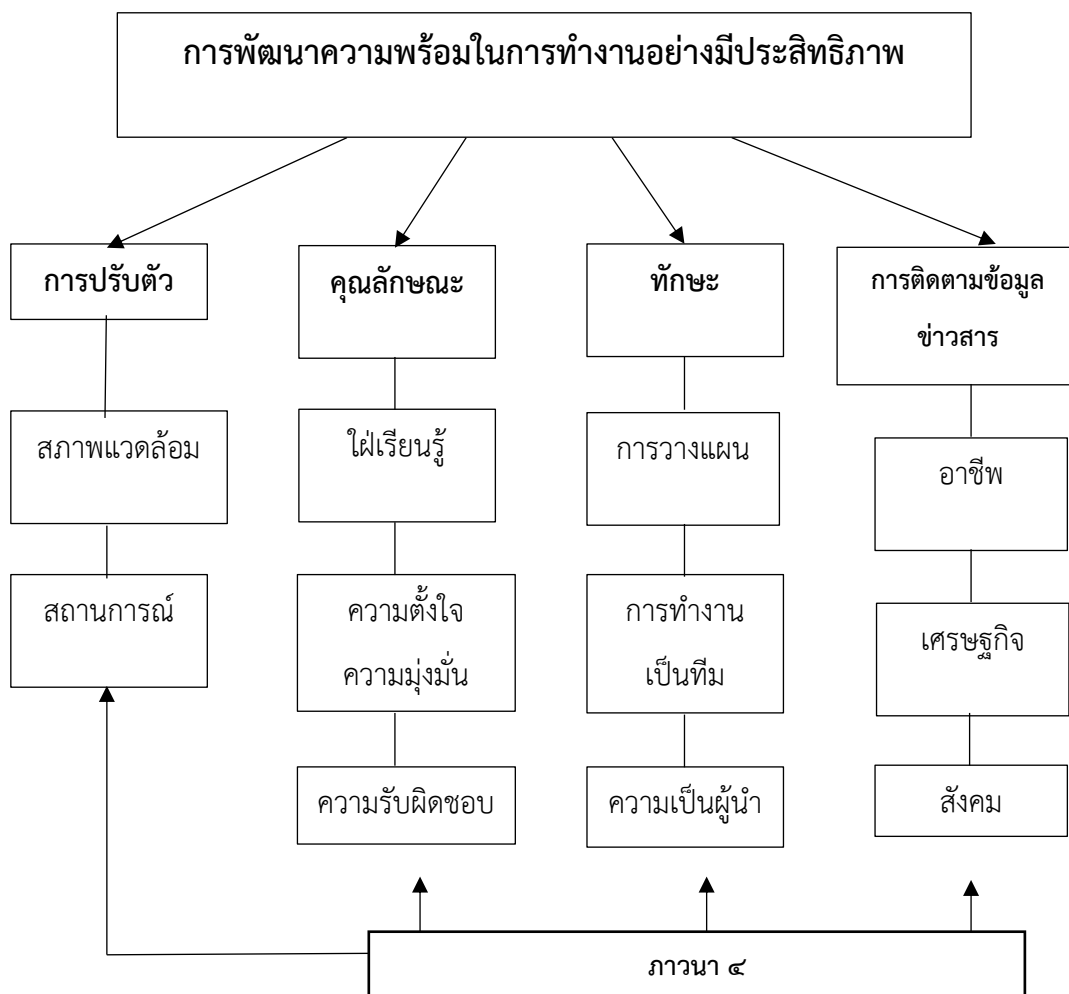 การพัฒนาความพร้อมในการทำงานอย่างมีประสิทธิภาพ
การปรับตัว
คุณลักษณะ
ทักษะ
การติดตามข้อมูล
ข่าวสาร
สภาพแวดล้อม
ใฝ่เรียนรู้
การวางแผน
อาชีพ
สถานการณ์
ความตั้งใจ
ความมุ่งมั่น
การทำงาน
เป็นทีม
เศรษฐกิจ
ความรับผิดชอบ
ความเป็นผู้นำ
สังคม
ภาวนา ๔